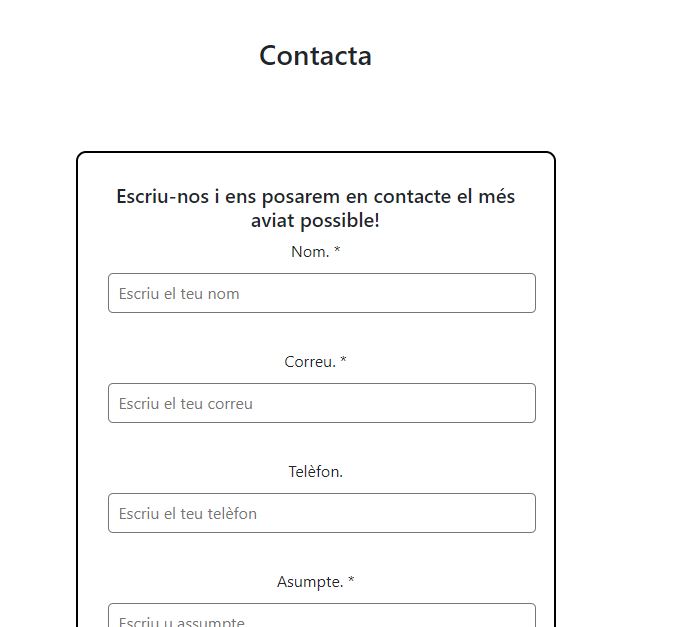 Contacta
Escriu-nos i ens posarem en contacte el més
aviat possible!
Nom. *
Escriu el teu nom
Correu. *
Escriu el teu correu
Telèfon.
Escriu el teu telèfon
Asumpte. *
Escriu u assumpte